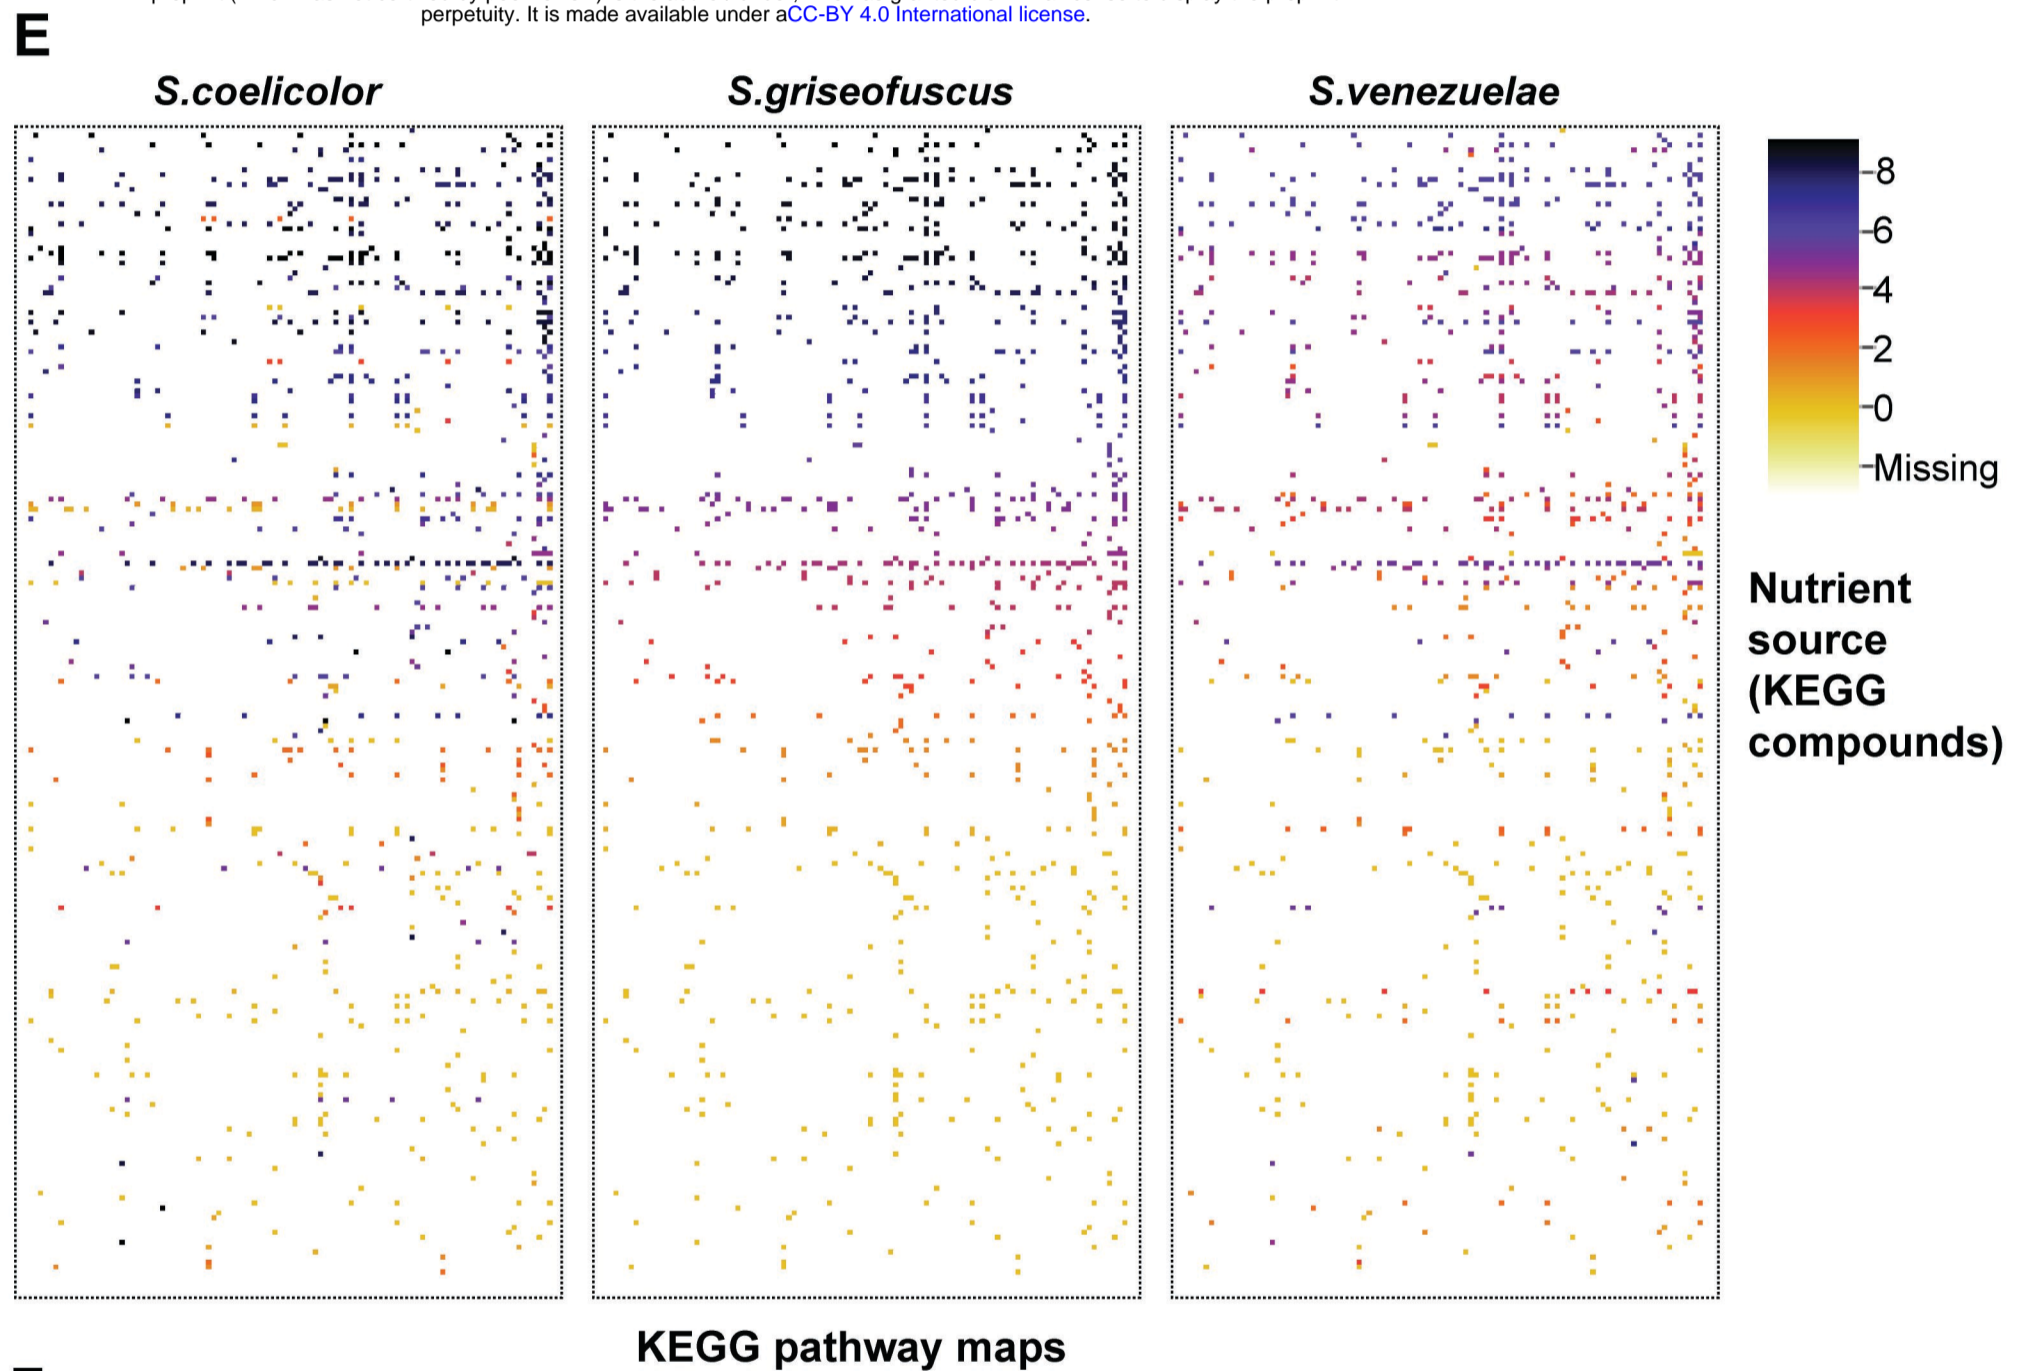 perpetuity. It is made available under aCC-BY 4.0 International license.
E
S.coelicolor
S.griseofuscus
S.venezuelae
8
6
4
2
0
Missing
Nutrient
source
(KEGG
compounds)
KEGG pathway maps